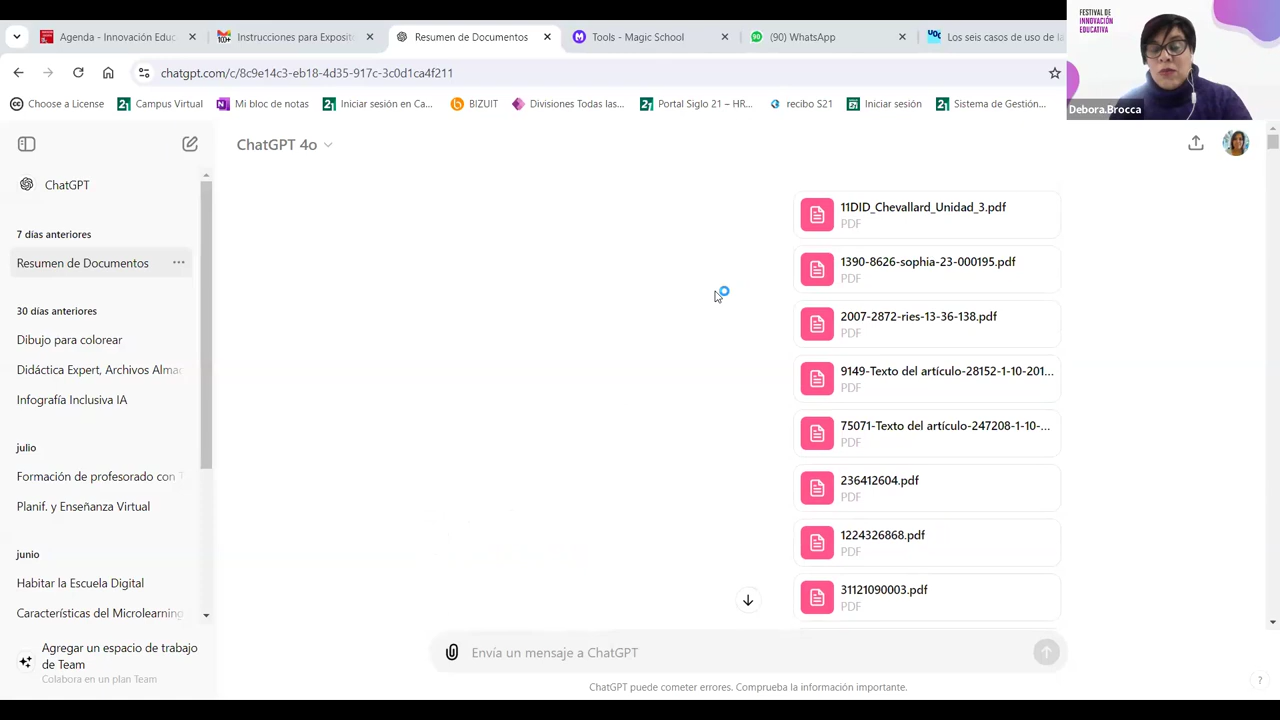 Agenda - Innovación Educ
Instrucciones para Exposit
Resumen de Documentos
Tools - Magic School
(90) WhatsApp
Los seis casos de uso de la
FESTIVAL DE
INNOVACIÓN
EDUCATIVA
chatgpt.com/c/8c9e14c3-eb18-4d35-917c-3c0d1ca4f211
Debora.Brocca
Choose a License
Campus Virtual
Mi bloc de notas
Iniciar sesión en Ca...
BIZUIT
Divisiones Todas las...
Portal Siglo 21 – HR...
recibo S21
Iniciar sesión
Sistema de Gestión...
ChatGPT 4o
ChatGPT
7 días anteriores
Resumen de Documentos
30 días anteriores
Dibujo para colorear
Didáctica Expert, Archivos Alma
Infografía Inclusiva IA
julio
Formación de profesorado con T
Planif. y Enseñanza Virtual
junio
Habitar la Escuela Digital
Características del Microlearning
Agregar un espacio de trabajo
de Team
Colabora en un plan Team
11DID_Chevallard_Unidad_3.pdf
PDF
1390-8626-sophia-23-000195.pdf
PDF
2007-2872-ries-13-36-138.pdf
PDF
9149-Texto del artículo-28152-1-10-201...
PDF
75071-Texto del artículo-247208-1-10-...
PDF
236412604.pdf
PDF
1224326868.pdf
PDF
31121090003.pdf
PDF
Envía un mensaje a ChatGPT
ChatGPT puede cometer errores. Comprueba la información importante.
?